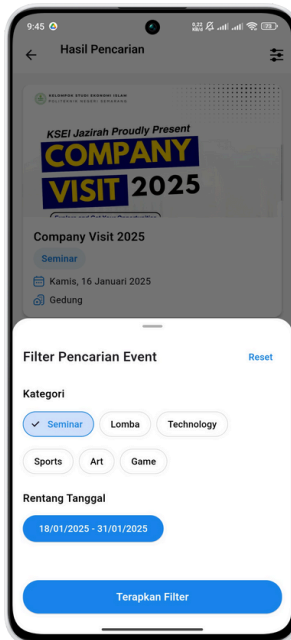 9:45
Hasil Pencarian
KELOMPOK STUDI EKONOMI ISLAM
POLITEKNIK NEGERI SEMARANG
KSEI Jazirah Proudly Present
COMPANY
VISIT 2025
Company Visit 2025
Seminar
Kamis, 16 Januari 2025
Gedung
Filter Pencarian Event
Reset
Kategori
Seminar
Lomba
Technology
Sports
Art
Game
Rentang Tanggal
18/01/2025 - 31/01/2025
Terapkan Filter